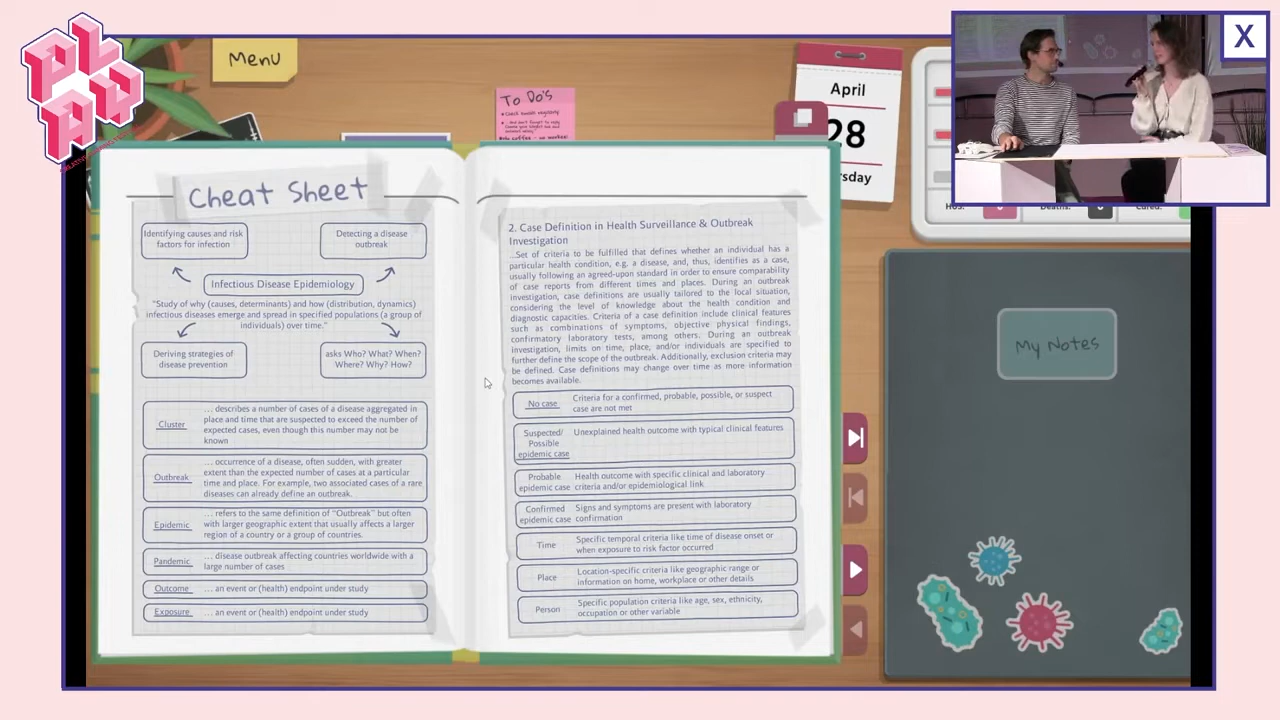 PLAY
Menu
To Do's
April
28
rsday
X
Deaths:
Cured:
Cheat Sheet
Identifying causes and risk
factors for infection
Detecting a disease
outbreak
Infectious Disease Epidemiology
"Study of why (causes, determinants) and how (distribution, dynamics)
infectious diseases emerge and spread in specified populations (a group of
individuals) over time."
Deriving strategies of
disease prevention
asks Who? What? When?
Where? Why? How?
Cluster
... describes a number of cases of a disease aggregated in
place and time that are suspected to exceed the number of
expected cases, even though this number may not be
known
Outbreak
... occurrence of a disease, often sudden, with greater
extent than the expected number of cases at a particular
time and place. For example, two associated cases of a rare
diseases can already define an outbreak.
Epidemic
... refers to the same definition of "Outbreak" but often
with larger geographic extent that usually affects a larger
region of a country or a group of countries.
Pandemic
... disease outbreak affecting countries worldwide with a
large number of cases
Outcome
... an event or (health) endpoint under study
Exposure
... an event or (health) endpoint under study
2. Case Definition in Health Surveillance & Outbreak
Investigation
...Set of criteria to be fulfilled that defines whether an individual has a
particular health condition, e.g. a disease, and, thus, identifies as a case,
usually following an agreed-upon standard in order to ensure comparability
of case reports from different times and places. During an outbreak
investigation, case definitions are usually tailored to the local situation,
considering the level of knowledge about the health condition and
diagnostic capacities. Criteria of a case definition include clinical features
such as combinations of symptoms, objective physical findings,
confirmatory laboratory tests, among others. During an outbreak
investigation, limits on time, place, and/or individuals are specified to
further define the scope of the outbreak. Additionally, exclusion criteria may
be defined. Case definitions may change over time as more information
becomes available.
No case
Criteria for a confirmed, probable, possible, or suspect
case are not met
Suspected/
Possible
epidemic case
Unexplained health outcome with typical clinical features
Probable
epidemic case
Health outcome with specific clinical and laboratory
criteria and/or epidemiological link
Confirmed
epidemic case
Signs and symptoms are present with laboratory
confirmation
Time
Specific temporal criteria like time of disease onset or
when exposure to risk factor occurred
Place
Location-specific criteria like geographic range or
information on home, workplace or other details
Person
Specific population criteria like age, sex, ethnicity,
occupation or other variable
My Notes